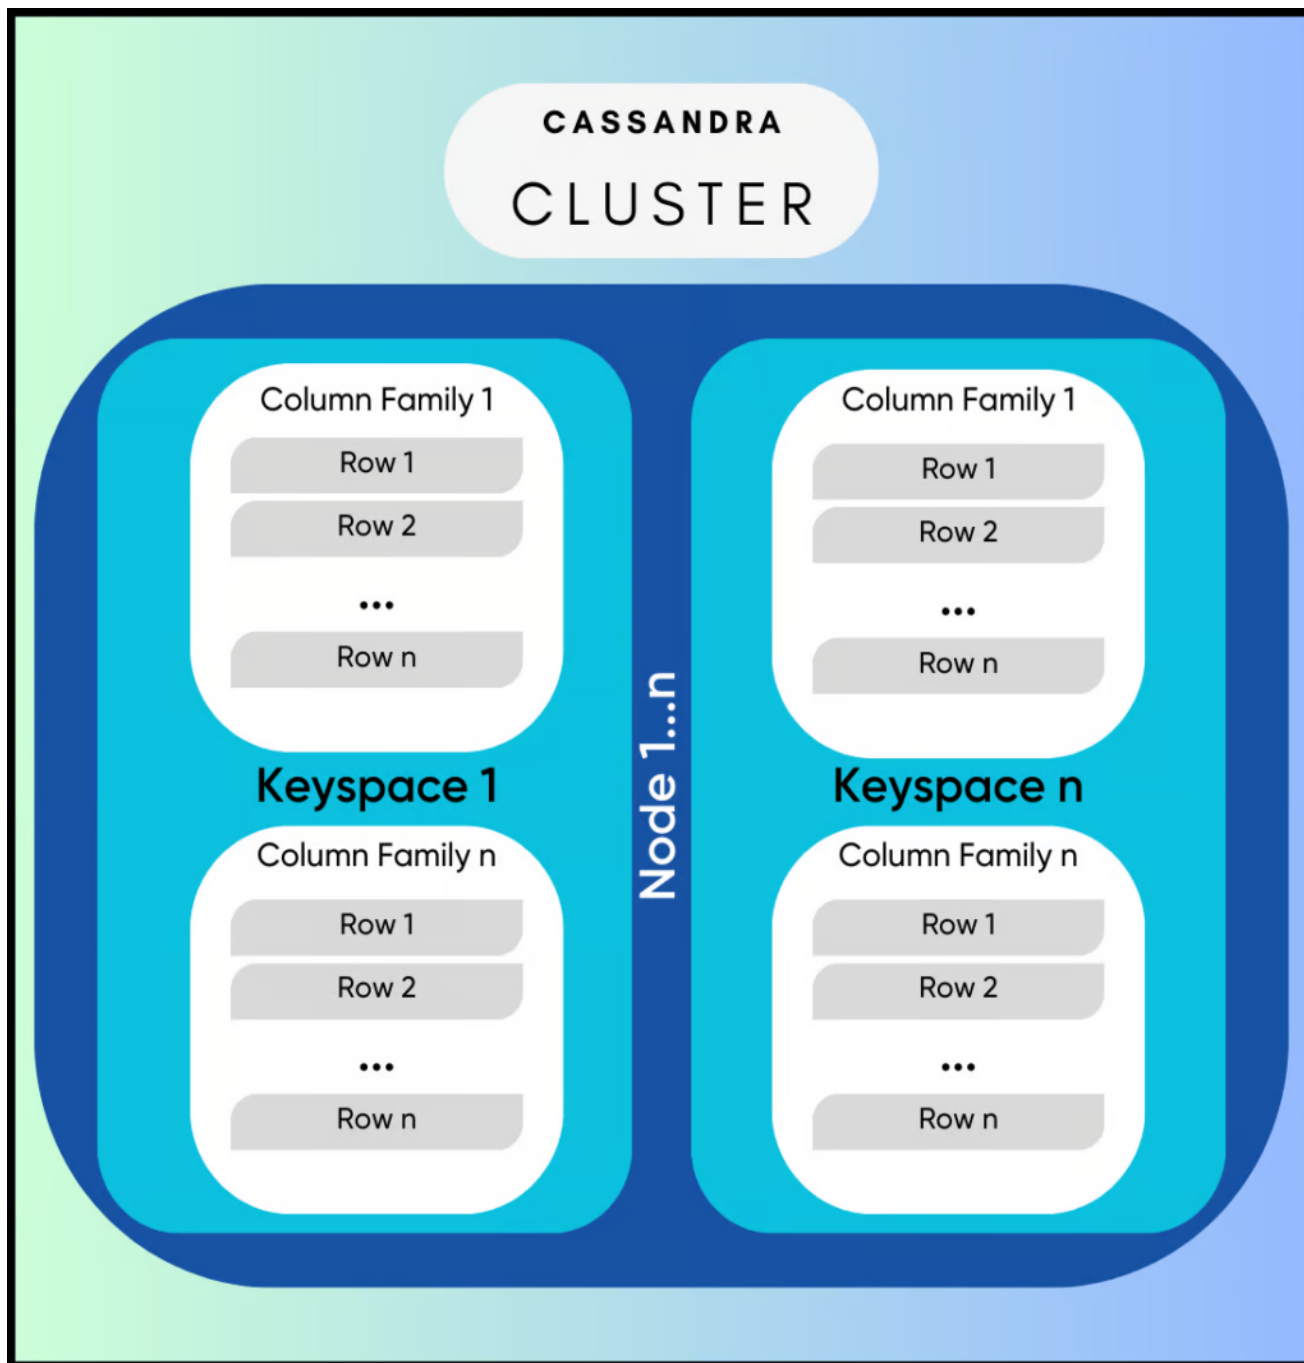 CASSANDRA
CLUSTER
Column Family 1
Row 1
Row 2
...
Row n
Keyspace 1
Column Family n
Row 1
Row 2
...
Row n
Node 1...n
Column Family 1
Row 1
Row 2
...
Row n
Keyspace n
Column Family n
Row 1
Row 2
...
Row n